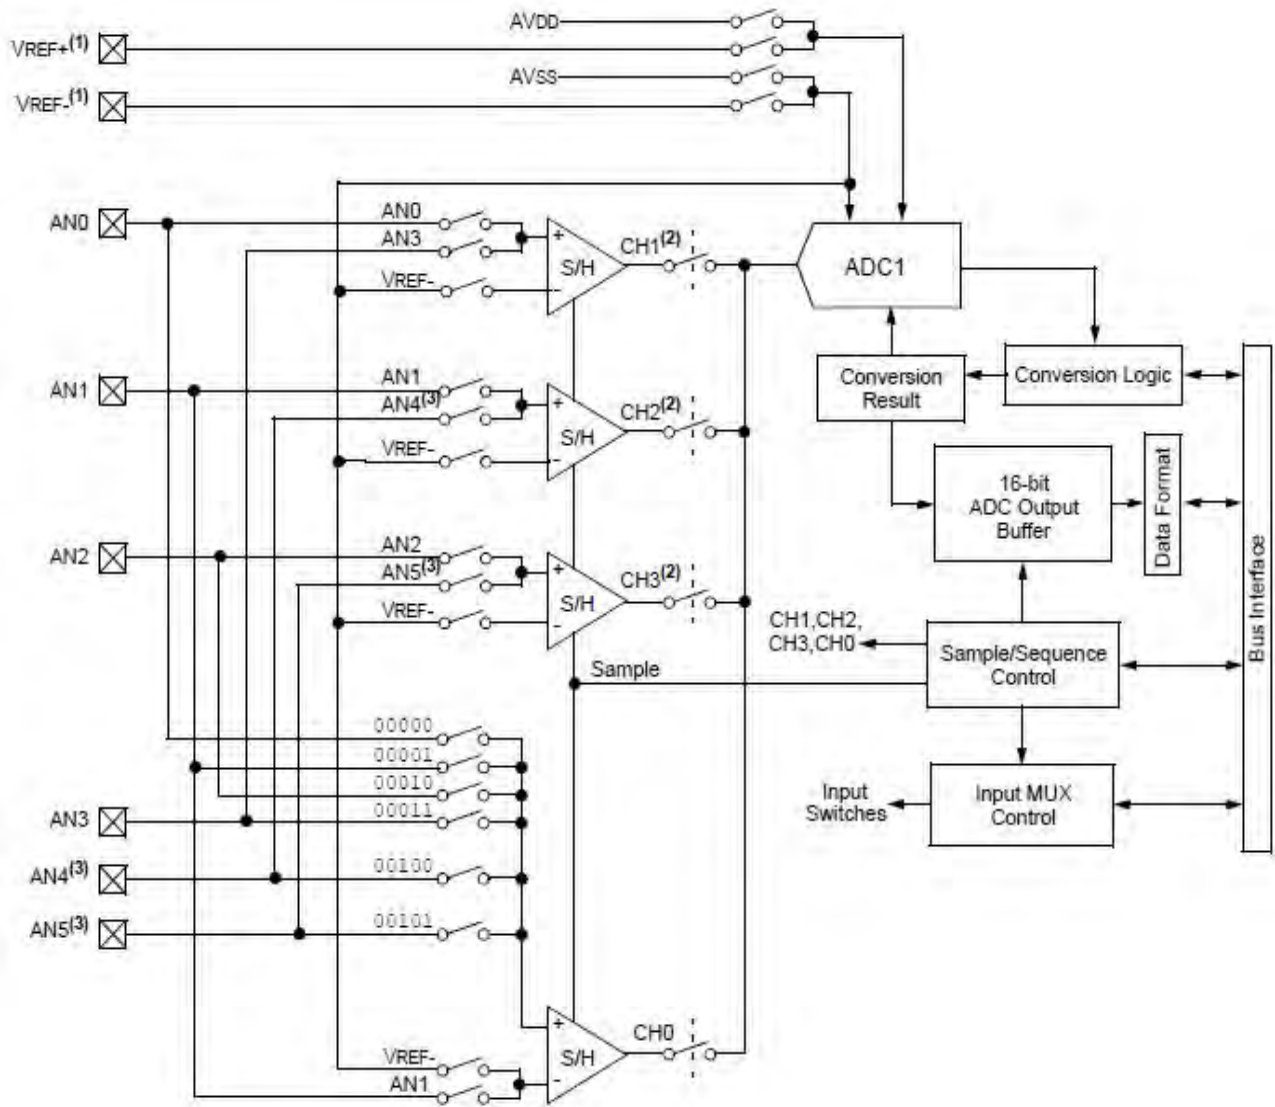 AVDD
VREF+(1)
AVSS
VREF-(1)
AN0
AN0
AN3
VREF-
+
-
S/H
CH1(2)
ADC1
AN1
AN1
AN4(3)
VREF-
+
-
S/H
CH2(2)
Conversion
Result
Conversion Logic
16-bit
ADC Output
Buffer
Data Format
Bus Interface
AN2
AN2
AN5(3)
VREF-
+
-
S/H
CH3(2)
CH1,CH2,
CH3,CH0
Sample/Sequence
Control
Sample
00000
00001
00010
00011
00100
00101
Input
Switches
Input MUX
Control
AN3
AN4(3)
AN5(3)
VREF-
AN1
+
-
S/H
CH0